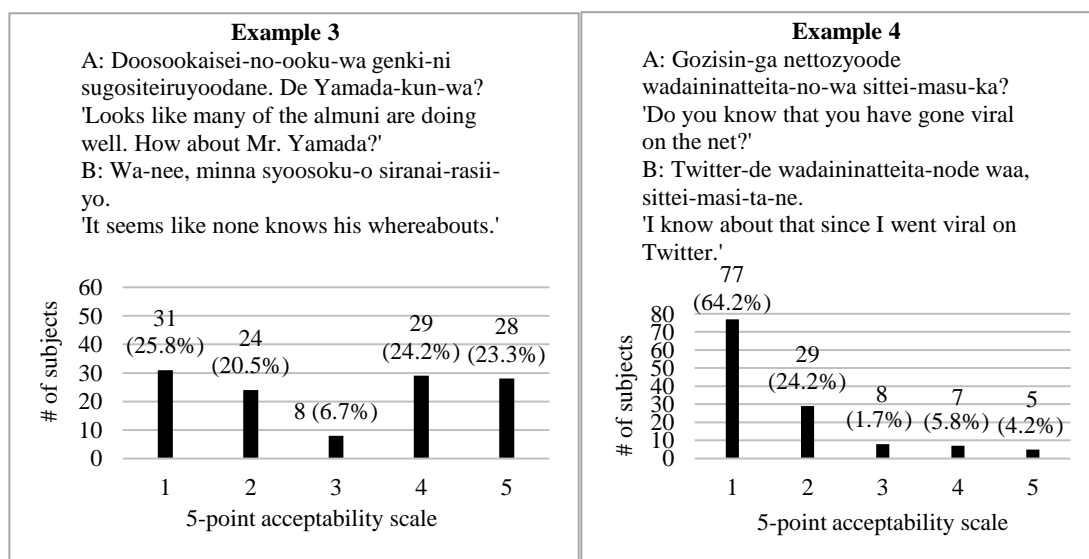 Example 3
A: Doosookaisei-no-ooku-wa genki-ni
sugositeiruyoodane. De Yamada-kun-wa?
'Looks like many of the almuni are doing
well. How about Mr. Yamada?'
B: Wa-nee, minna syoosoku-o siranai-rasii-
yo.
'It seems like none knows his whereabouts.'
# of subjects
60
50
40
30
20
10
0
31
(25.8%)
24
(20.5%)
8 (6.7%)
29
(24.2%)
28
(23.3%)
1 2 3 4 5
5-point acceptability scale
Example 4
A: Gozisin-ga nettozyoode
wadaininatteita-no-wa sittei-masu-ka?
'Do you know that you have gone viral
on the net?'
B: Twitter-de wadaininatteita-node waa,
sittei-masi-ta-ne.
'I know about that since I went viral on
Twitter.'
# of subjects
80
70
60
50
40
30
20
10
0
77
(64.2%)
29
(24.2%)
8
(1.7%)
7
(5.8%)
5
(4.2%)
1 2 3 4 5
5-point acceptability scale